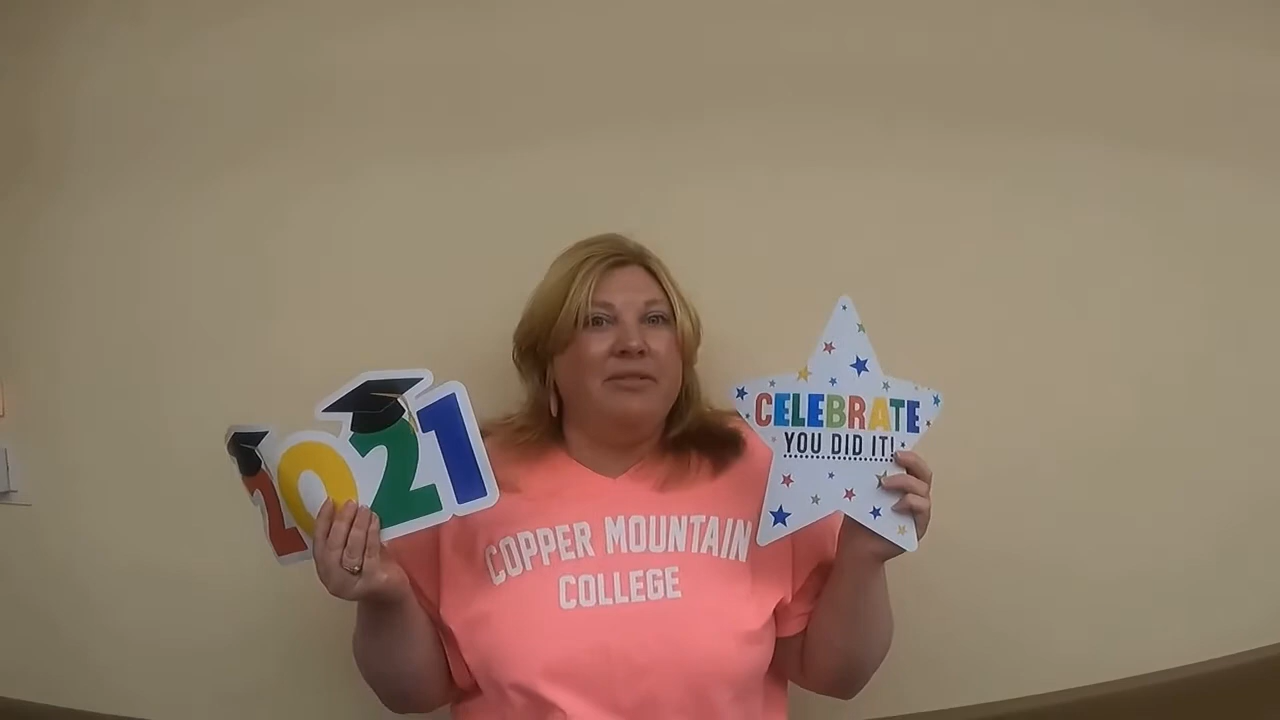 2021
CELEBRATE
YOU DID IT!
COPPER MOUNTAIN
COLLEGE